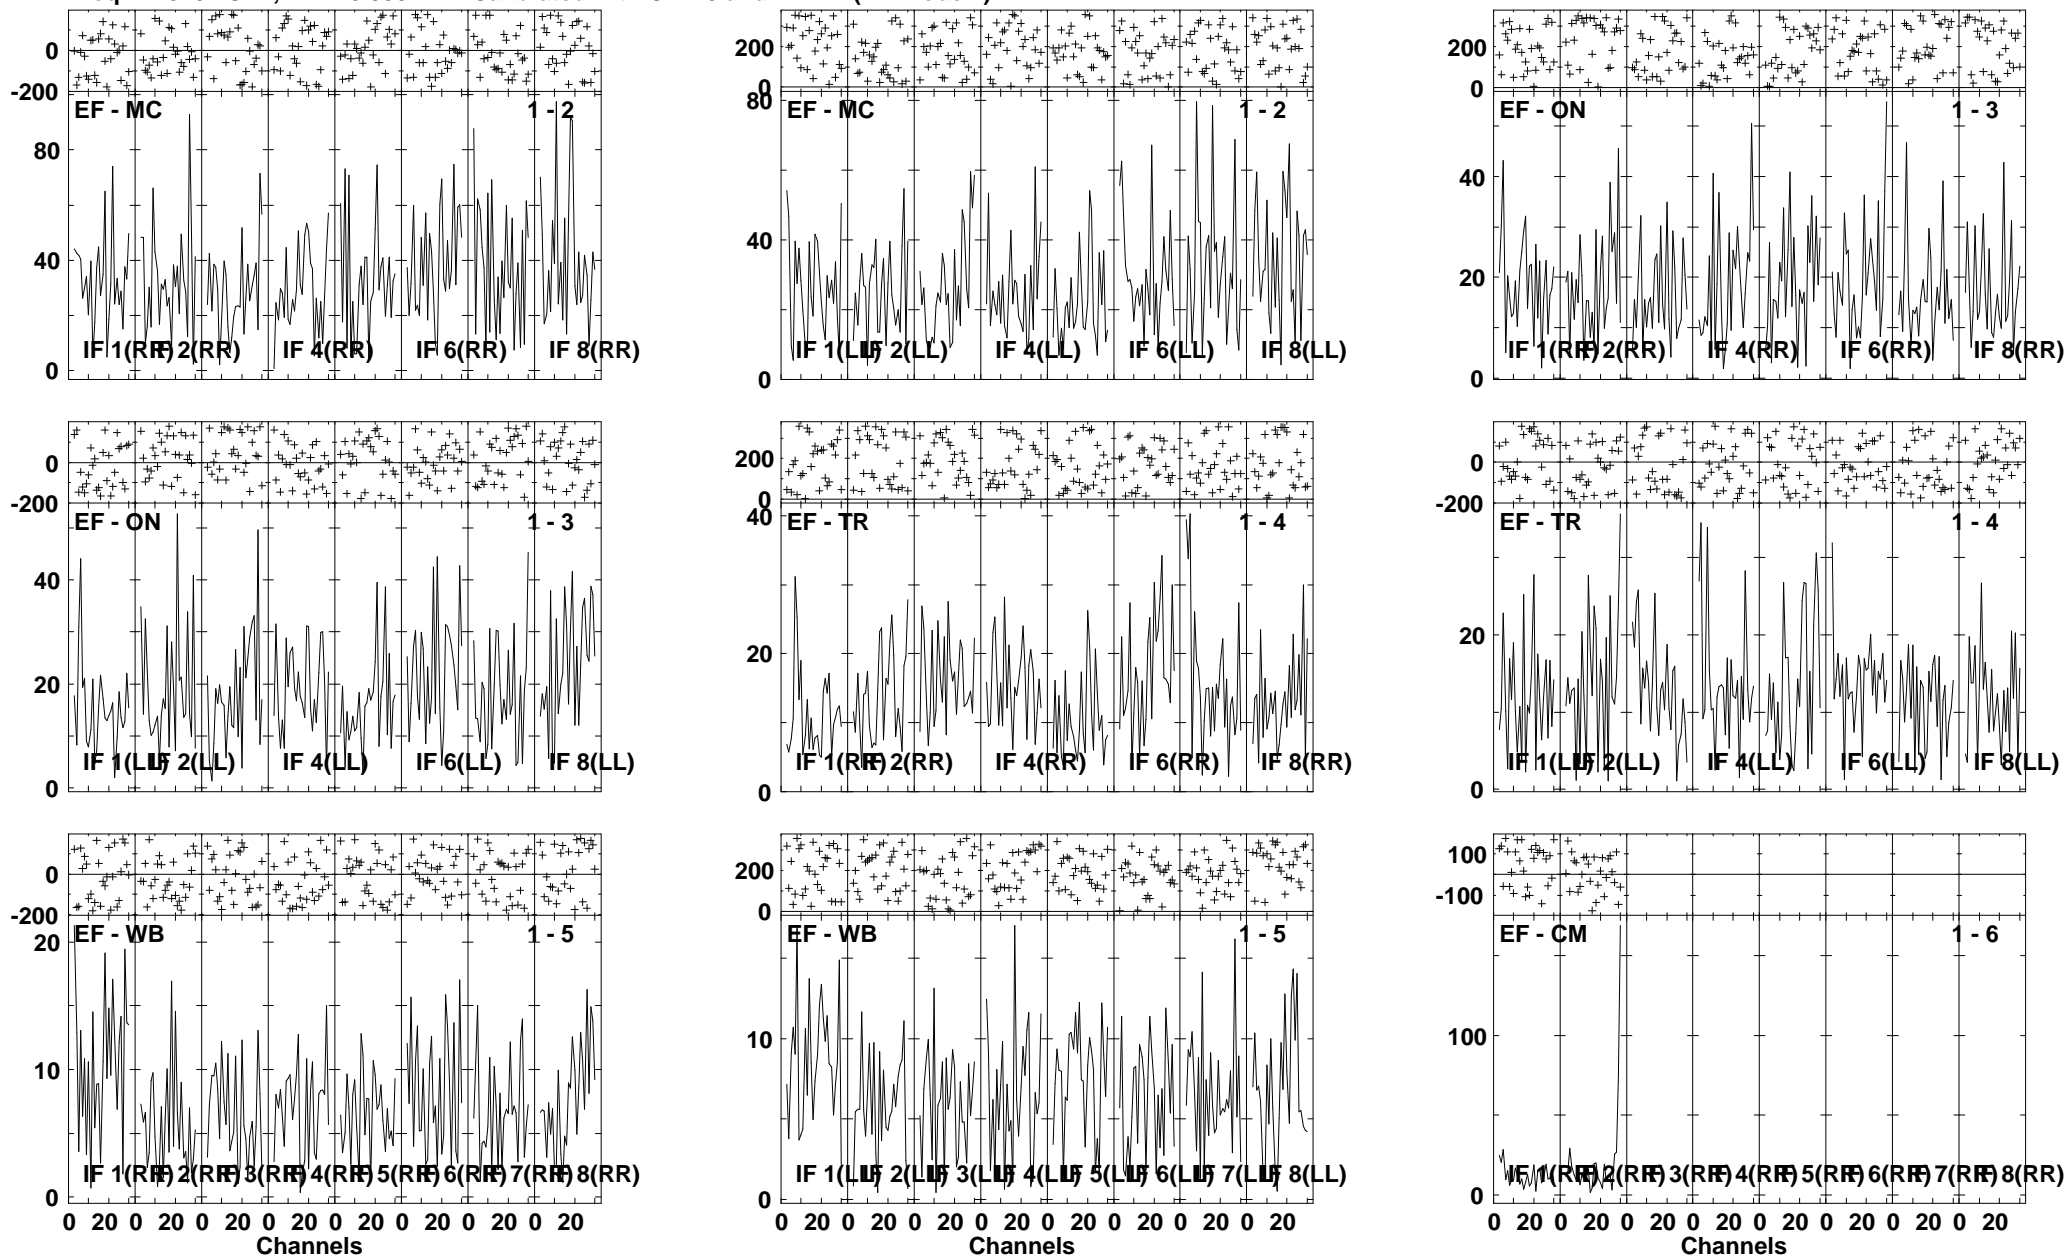 0
-200
EF - MC
1 - 2
80
40
0
IF 1(RR)
IF 2(RR)
IF 4(RR)
IF 6(RR)
IF 8(RR)
200
0
EF - MC
1 - 2
80
40
0
IF 1(LL)
IF 2(LL)
IF 4(LL)
IF 6(LL)
IF 8(LL)
200
0
EF - ON
1 - 3
40
20
0
IF 1(RR)
IF 2(RR)
IF 4(RR)
IF 6(RR)
IF 8(RR)
0
-200
EF - ON
1 - 3
40
20
0
IF 1(LL)
IF 2(LL)
IF 4(LL)
IF 6(LL)
IF 8(LL)
200
0
EF - TR
1 - 4
40
20
0
IF 1(RR)
IF 2(RR)
IF 4(RR)
IF 6(RR)
IF 8(RR)
0
-200
EF - TR
1 - 4
20
0
IF 1(LL)
IF 2(LL)
IF 4(LL)
IF 6(LL)
IF 8(LL)
0
-200
EF - WB
1 - 5
20
10
0
IF 1(RR)
IF 2(RR)
IF 3(RR)
IF 4(RR)
IF 5(RR)
IF 6(RR)
IF 7(RR)
IF 8(RR)
0 20 0 20 0 20 0 20 0 20 0 20 0 20 0 20
Channels
200
0
EF - WB
1 - 5
10
0
IF 1(LL)
IF 2(LL)
IF 3(LL)
IF 4(LL)
IF 5(LL)
IF 6(LL)
IF 7(LL)
IF 8(LL)
0 20 0 20 0 20 0 20 0 20 0 20 0 20 0 20
Channels
100
-100
EF - CM
1 - 6
100
0
IF 1(RR)
IF 2(RR)
IF 3(RR)
IF 4(RR)
IF 5(RR)
IF 6(RR)
IF 7(RR)
IF 8(RR)
0 20 0 20 0 20 0 20 0 20 0 20 0 20 0 20
Channels